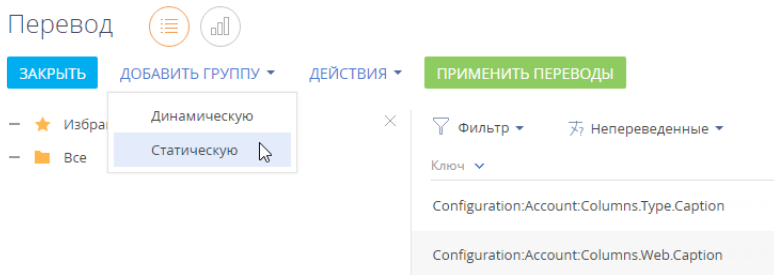 Перевод
ЗАКРЫТЬ ДОБАВИТЬ ГРУППУ ДЕЙСТВИЯ ПРИМЕНИТЬ ПЕРЕВОДЫ
Динамическую
Статическую
Все
Фильтр Непереведенные
Ключ
Configuration:Account:Columns.Type.Caption
Configuration:Account:Columns.Web.Caption